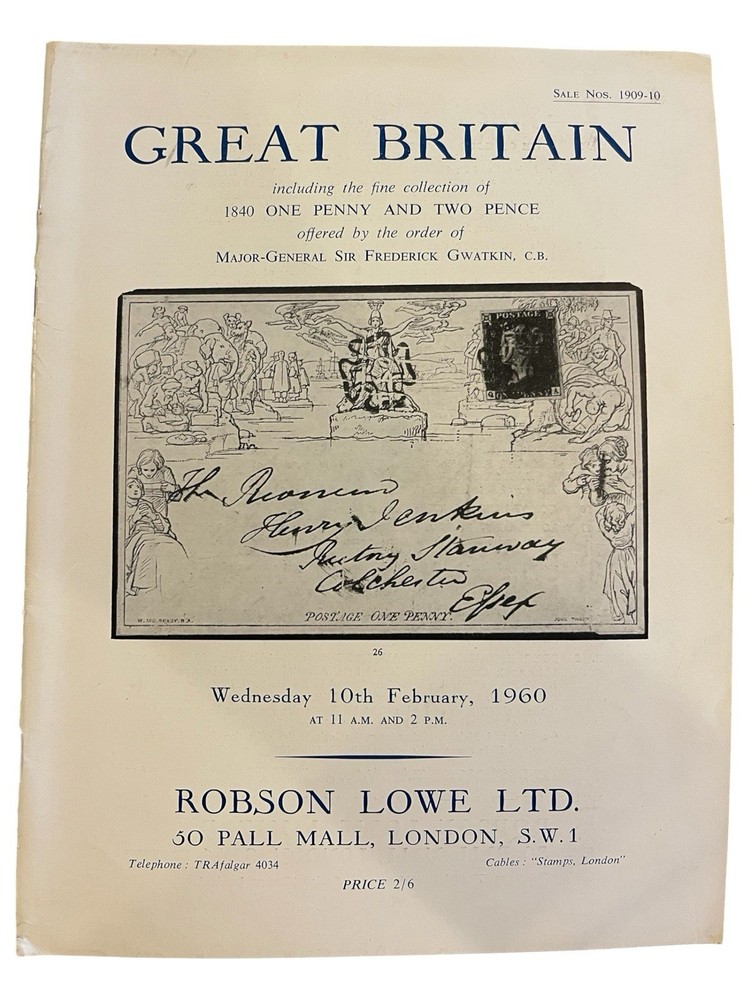 SALE NOS. 1909-10
GREAT BRITAIN
including the fine collection of
1840 ONE PENNY AND TWO PENCE
offered by the order of
MAJOR-GENERAL SIR FREDERICK GWATKIN, C.B.
POSTAGE
The Reverend
Henry Jenkins
Stanway
Colchester
Essex
POSTAGE ONE PENNY.
26
Wednesday 10th February, 1960
AT 11 A.M. AND 2 P.M.
ROBSON LOWE LTD.
50 PALL MALL, LONDON, S.W.1
Telephone : TRAfalgar 4034
Cables : "Stamps, London"
PRICE 2/6